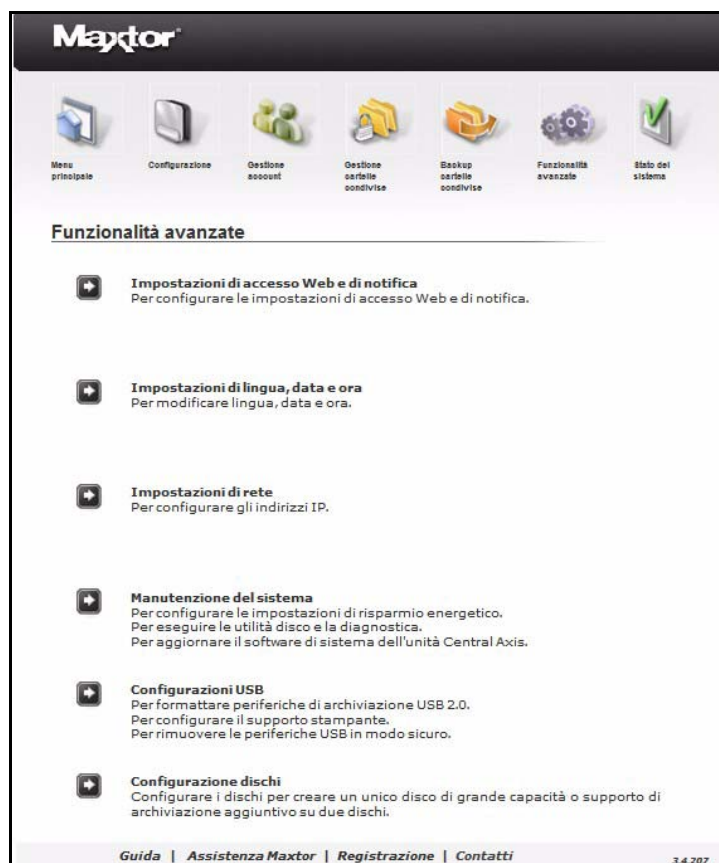 Maxtor
Menu
principale
Configurazione
Gestione
account
Gestione
cartelle
condivise
Backup
cartelle
condivise
Funzionalità
avanzate
Stato del
sistema
Funzionalità avanzate
Impostazioni di accesso Web e di notifica
Per configurare le impostazioni di accesso Web e di notifica.
Impostazioni di lingua, data e ora
Per modificare lingua, data e ora.
Impostazioni di rete
Per configurare gli indirizzi IP.
Manutenzione del sistema
Per configurare le impostazioni di risparmio energetico.
Per eseguire le utilità disco e la diagnostica.
Per aggiornare il software di sistema dell'unità Central Axis.
Configurazioni USB
Per formattare periferiche di archiviazione USB 2.0.
Per configurare il supporto stampante.
Per rimuovere le periferiche USB in modo sicuro.
Configurazione dischi
Configurare i dischi per creare un unico disco di grande capacità o supporto di
archiviazione aggiuntivo su due dischi.
Guida | Assistenza Maxtor | Registrazione | Contatti
3.4.202